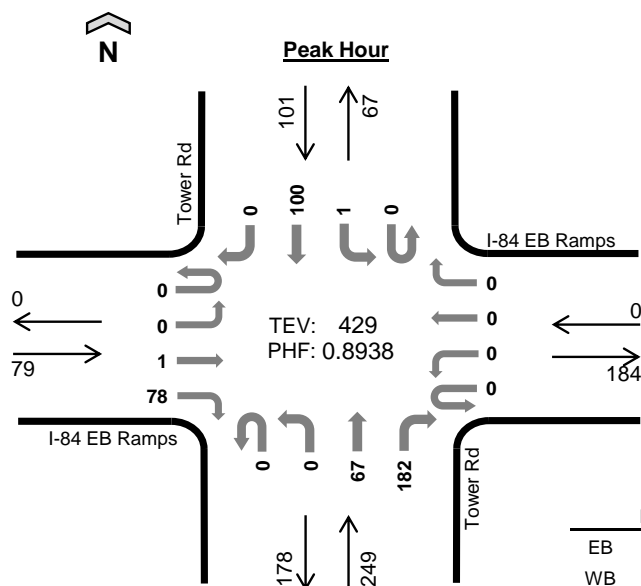 N
Peak Hour
101
67
Tower Rd
0 100 1 0
I-84 EB Ramps
0
0
0
0
0
0
TEV: 429
0
PHF: 0.8938
79
1
0
184
78
0
I-84 EB Ramps
0 0 67 182
Tower Rd
178
249
EB
WB